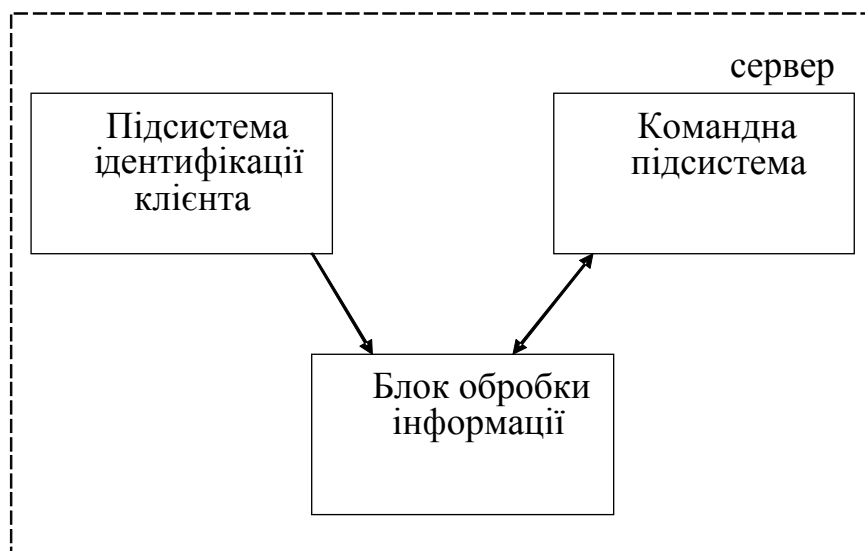 сервер
Підсистема
ідентифікації
клієнта
Командна
підсистема
Блок обробки
інформації